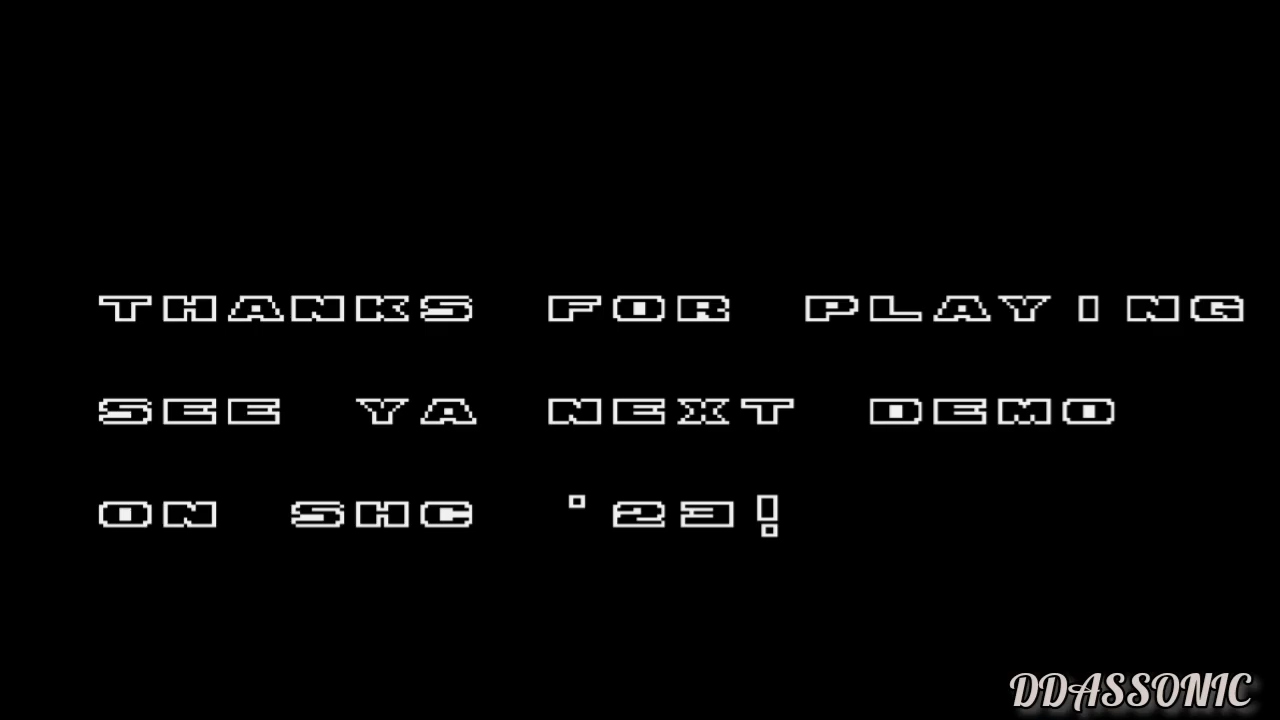 THANKS FOR PLAYING
SEE YA NEXT DEMO
ON SHC '23!
DDASSONIC